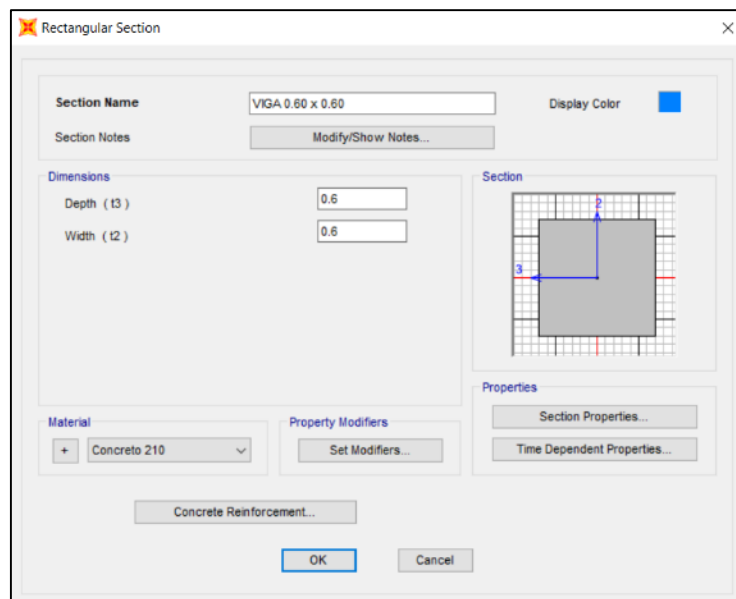 Rectangular Section
Section Name
VIGA 0.60 x 0.60
Display Color
Section Notes
Modify/Show Notes...
Dimensions
Depth ( t3 )
0.6
Width ( t2 )
0.6
Section
2
3
Properties
Section Properties...
Time Dependent Properties...
Material
+
Concreto 210
Property Modifiers
Set Modifiers...
Concrete Reinforcement...
OK
Cancel